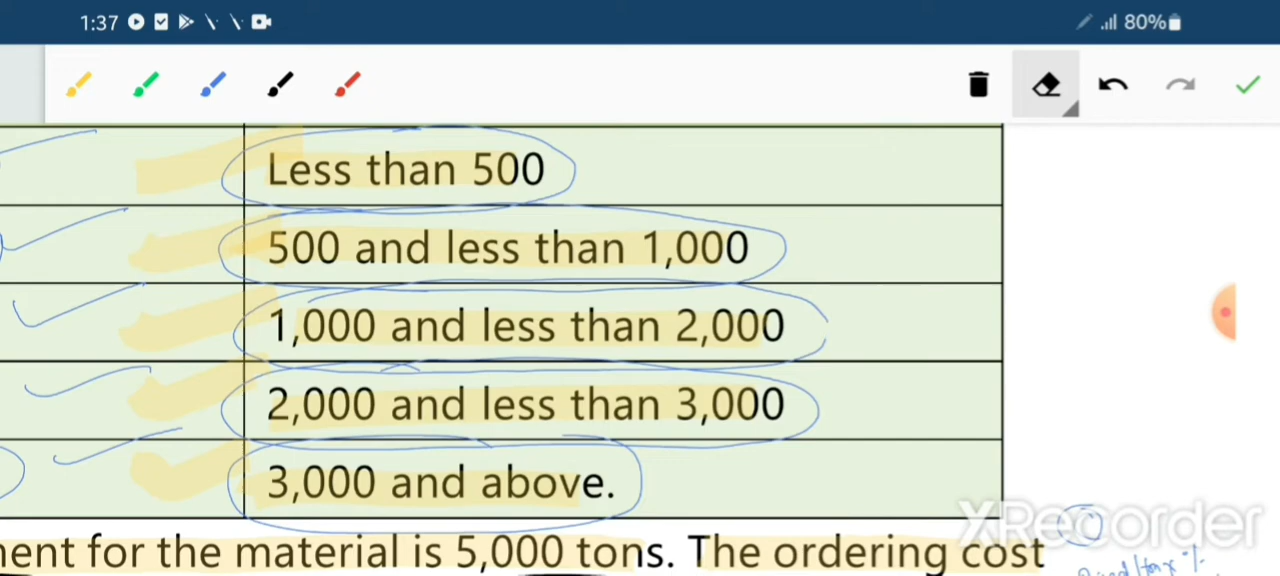 1:37 80%
Less than 500
500 and less than 1,000
1,000 and less than 2,000
2,000 and less than 3,000
3,000 and above.
ent for the material is 5,000 tons. The ordering cost
XRecorder